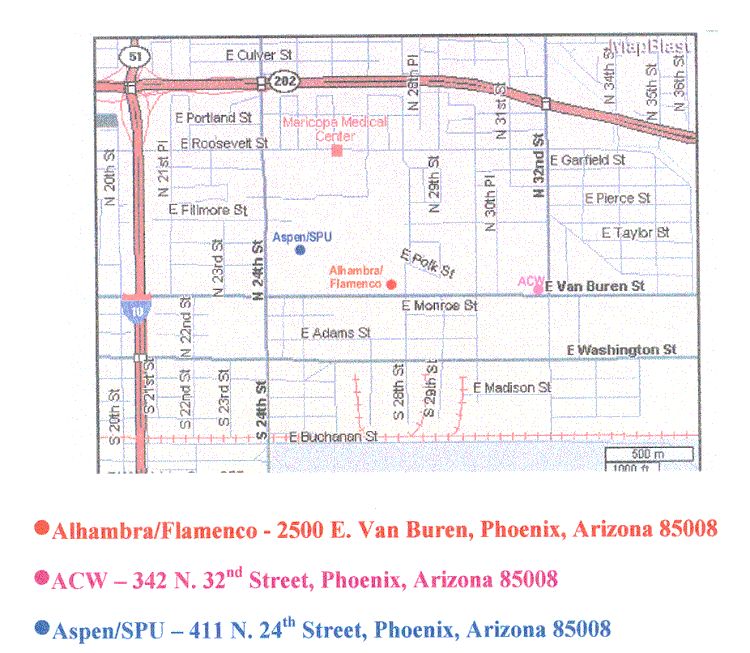 MapBlast
51
E Culver St
202
N 28th Pl
N 34th St
N 35th St
N 36th St
E Portland St
Maricopa Medical
Center
N 31st St
E Roosevelt St
N 20th St
N 21st Pl
N 29th St
N 30th Pl
N 32nd St
E Garfield St
E Pierce St
E Fillmore St
E Taylor St
Aspen/SPU
N 23rd St
N 24th St
E Polk St
Alhambra/
Flamenco
ACW
E Van Buren St
10
N 22nd St
E Monroe St
E Adams St
E Washington St
S 20th St
S 21st St
S 22nd St
S 23rd St
S 24th St
S 28th St
S 29th St
E Madison St
E Buchanan St
500 m
1000 ft
Alhambra/Flamenco - 2500 E. Van Buren, Phoenix, Arizona 85008
ACW – 342 N. 32nd Street, Phoenix, Arizona 85008
Aspen/SPU – 411 N. 24th Street, Phoenix, Arizona 85008